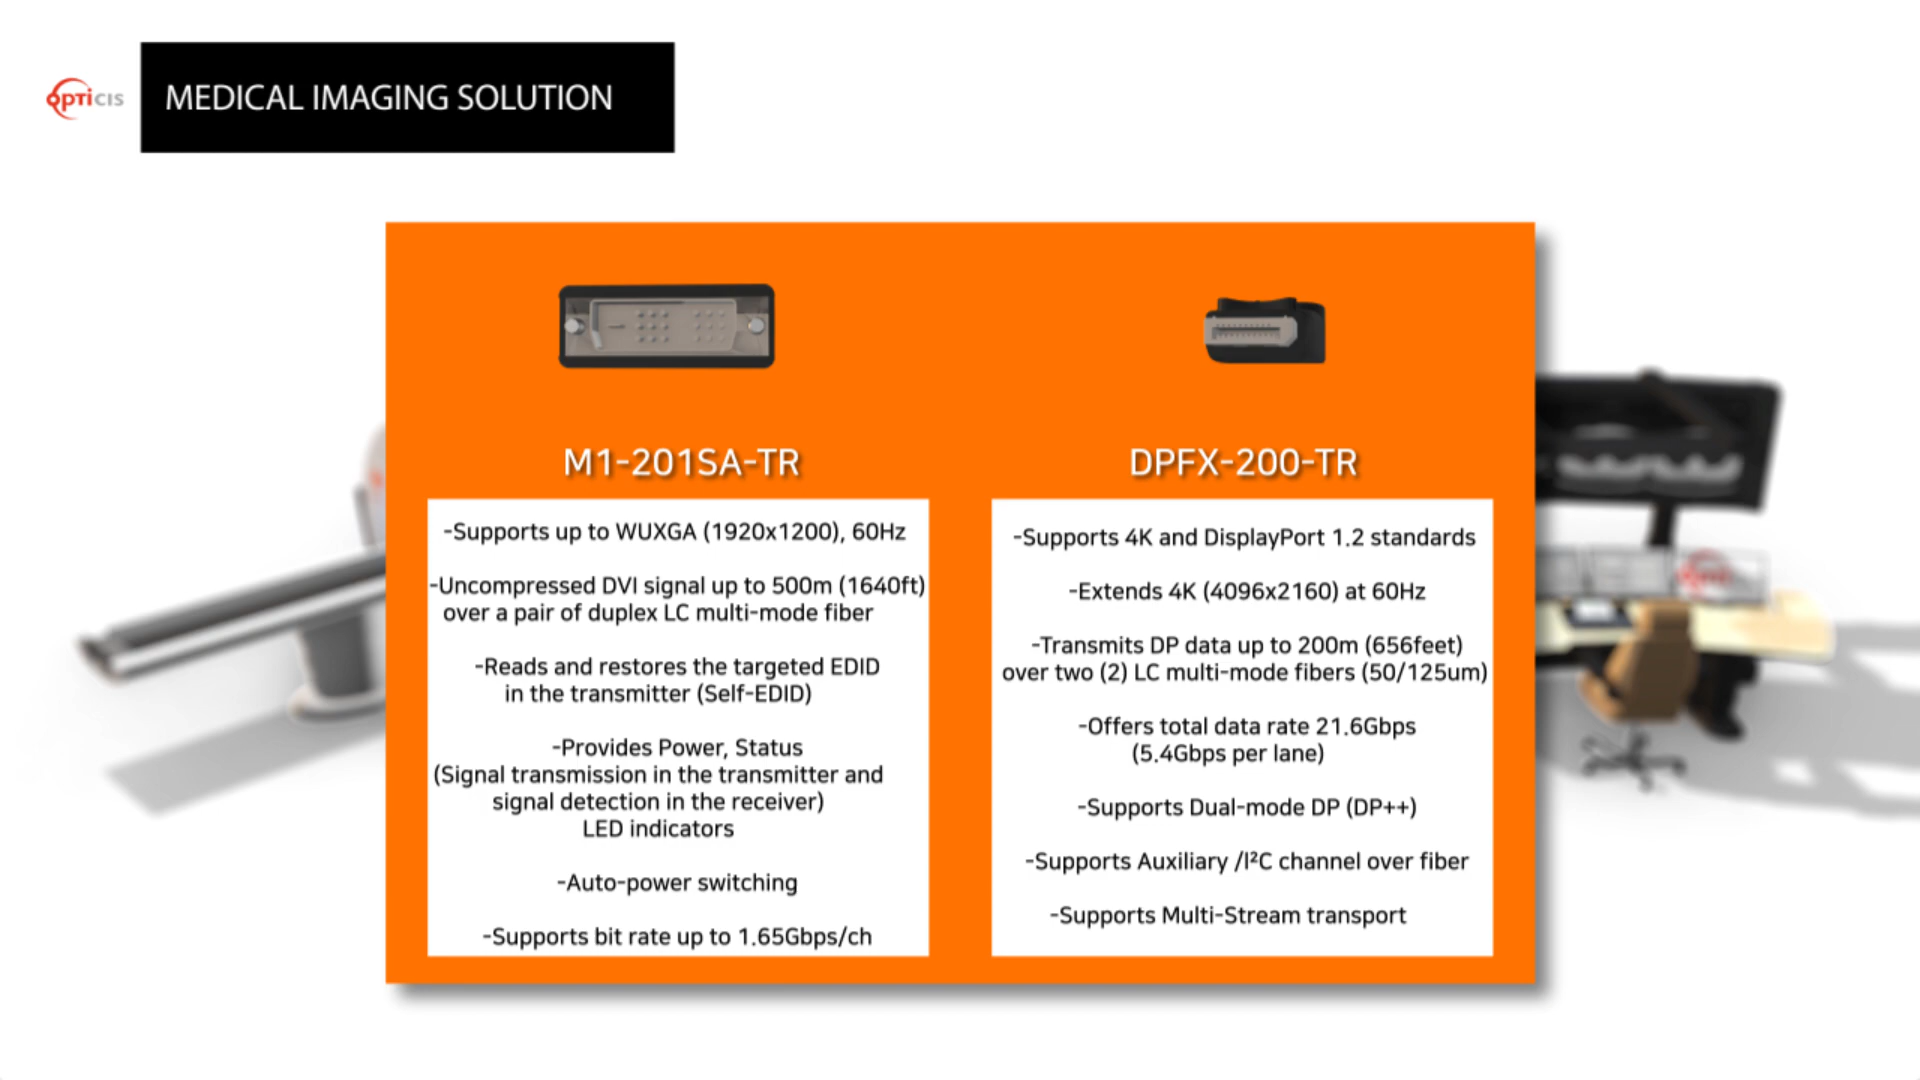 OPTICIS
MEDICAL IMAGING SOLUTION
M1-201SA-TR
-Supports up to WUXGA (1920x1200), 60Hz
-Uncompressed DVI signal up to 500m (1640ft)
over a pair of duplex LC multi-mode fiber
-Reads and restores the targeted EDID
in the transmitter (Self-EDID)
-Provides Power, Status
(Signal transmission in the transmitter and
signal detection in the receiver)
LED indicators
-Auto-power switching
-Supports bit rate up to 1.65Gbps/ch
DPFX-200-TR
-Supports 4K and DisplayPort 1.2 standards
-Extends 4K (4096x2160) at 60Hz
-Transmits DP data up to 200m (656feet)
over two (2) LC multi-mode fibers (50/125um)
-Offers total data rate 21.6Gbps
(5.4Gbps per lane)
-Supports Dual-mode DP (DP++)
-Supports Auxiliary /I²C channel over fiber
-Supports Multi-Stream transport